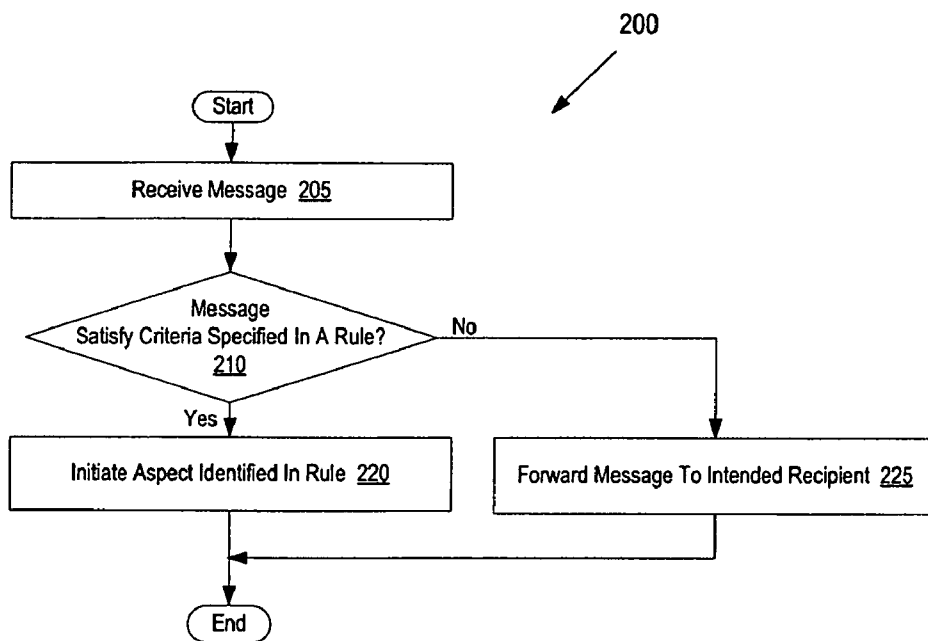 200
Start
Receive Message 205
Message
Satisfy Criteria Specified In A Rule?
210
No
Yes
Initiate Aspect Identified In Rule 220
Forward Message To Intended Recipient 225
End